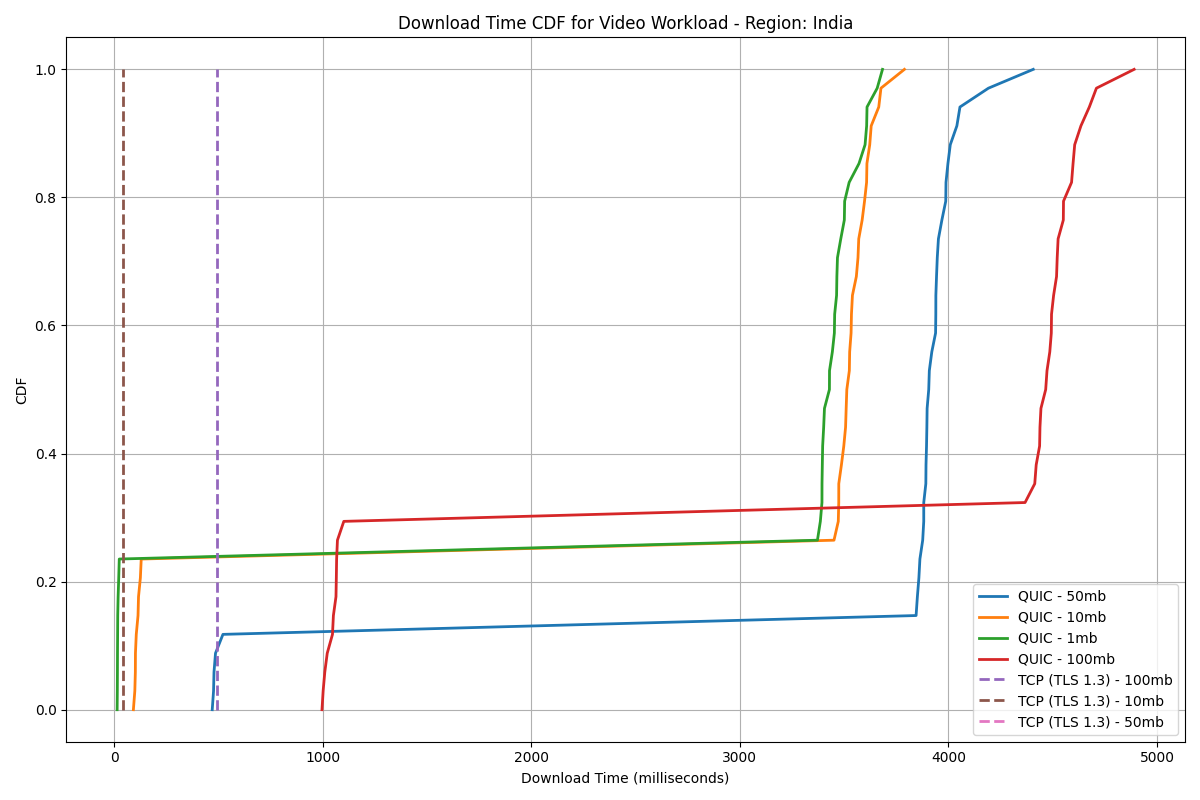 Download Time CDF for Video Workload - Region: India
1.0
0.8
0.6
0.4
0.2
0.0
CDF
0
1000
2000
3000
4000
5000
Download Time (milliseconds)
QUIC - 50mb
QUIC - 10mb
QUIC - 1mb
QUIC - 100mb
TCP (TLS 1.3) - 100mb
TCP (TLS 1.3) - 10mb
TCP (TLS 1.3) - 50mb